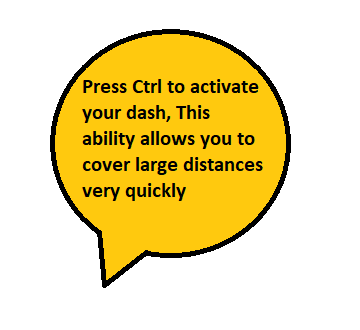 Press Ctrl to activate
your dash, This
ability allows you to
cover large distances
very quickly